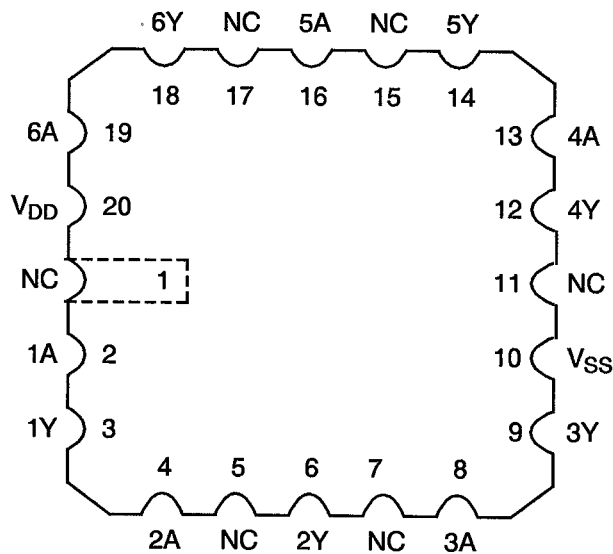 6Y NC 5A NC 5Y
18 17 16 15 14
6A 19 13 4A
V_DD 20 12 4Y
NC 1 11 NC
1A 2 10 V_SS
1Y 3 9 3Y
4 5 6 7 8
2A NC 2Y NC 3A